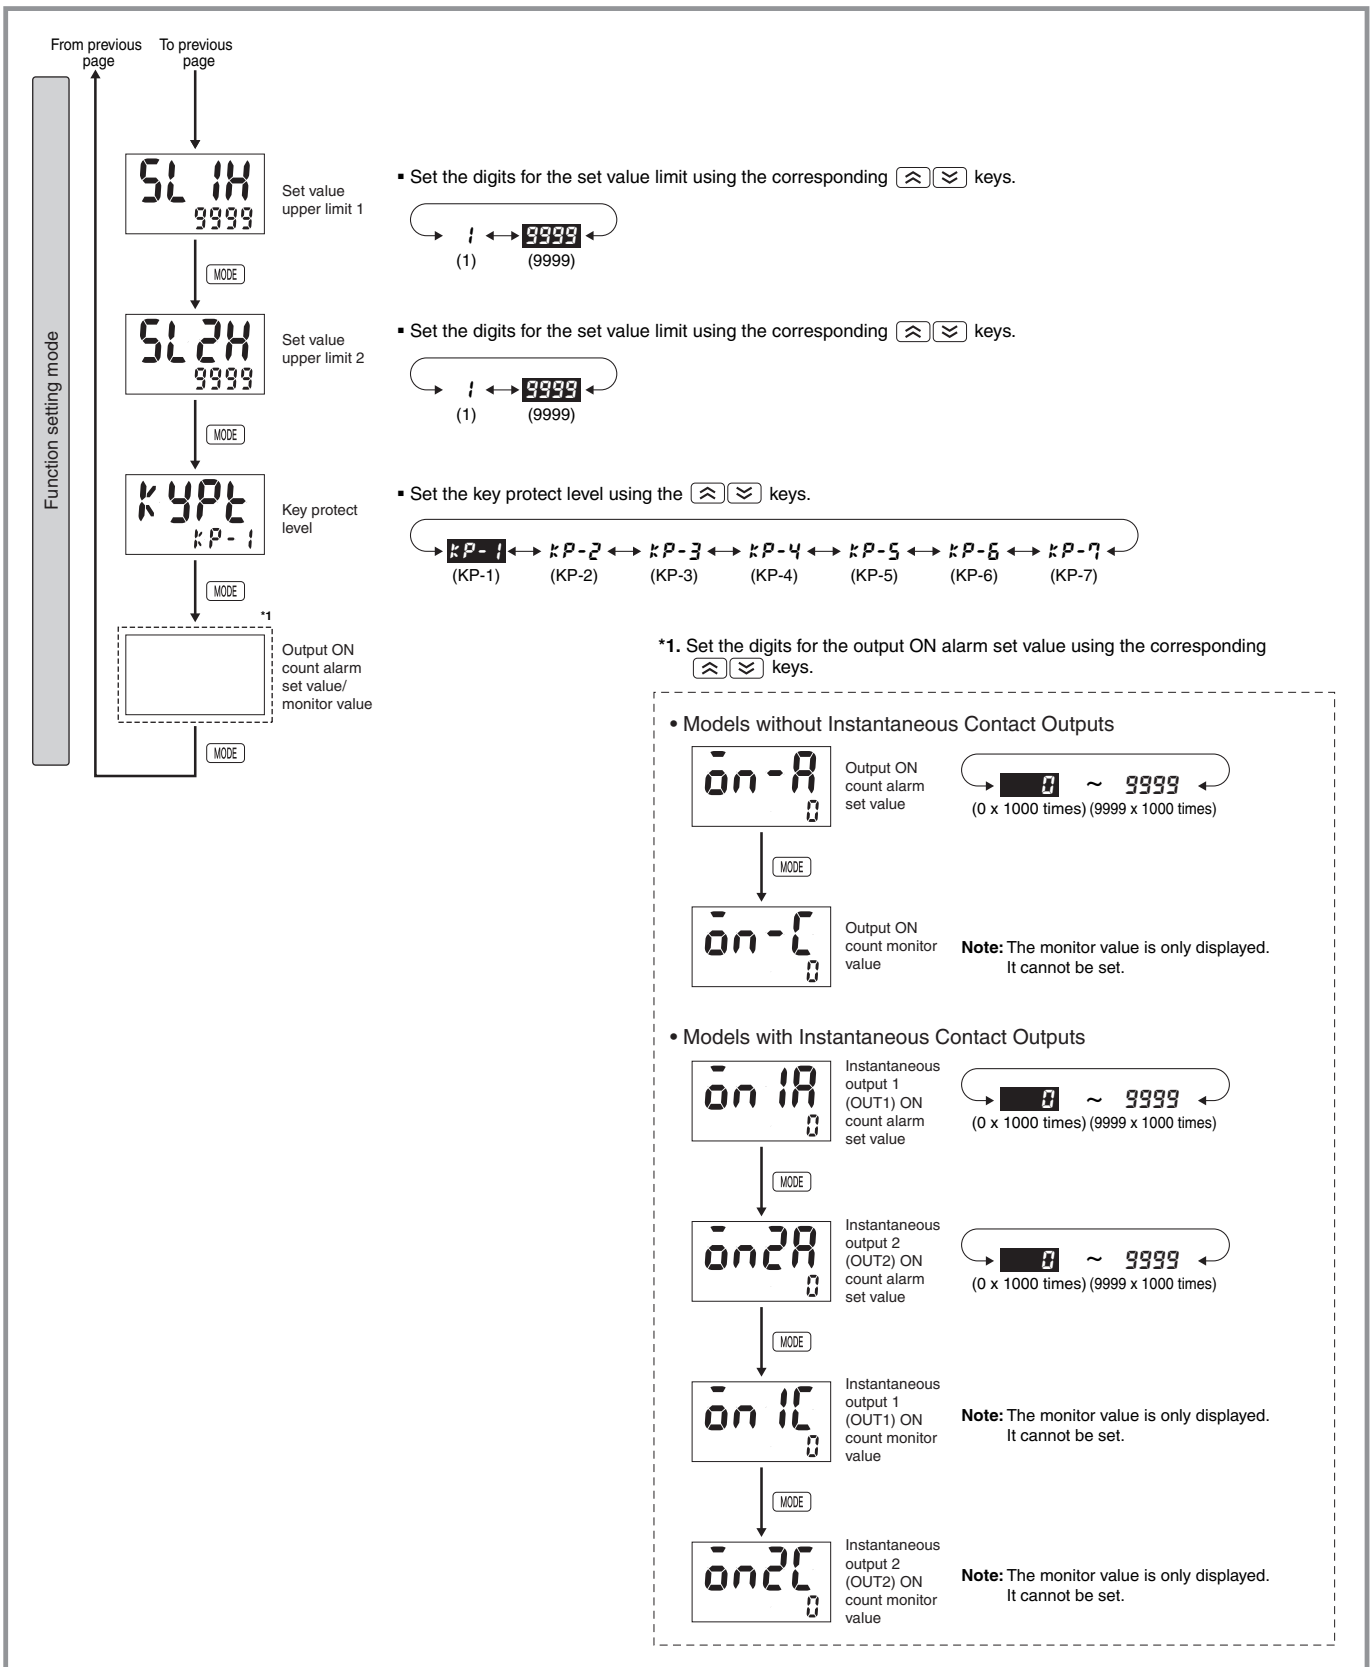 From previous page
To previous page
Function setting mode
SL 1H
9999
Set value
upper limit 1
▪ Set the digits for the set value limit using the corresponding keys.
1 9999
(1) (9999)
MODE
SL2H
9999
Set value
upper limit 2
▪ Set the digits for the set value limit using the corresponding keys.
1 9999
(1) (9999)
MODE
KYPt
KP-1
Key protect
level
▪ Set the key protect level using the keys.
KP-1 KP-2 KP-3 KP-4 KP-5 KP-6 KP-7
(KP-1) (KP-2) (KP-3) (KP-4) (KP-5) (KP-6) (KP-7)
MODE
*1
Output ON
count alarm
set value/
monitor value
MODE
*1. Set the digits for the output ON alarm set value using the corresponding
keys.
• Models without Instantaneous Contact Outputs
on-A
0
Output ON
count alarm
set value
0 ~ 9999
(0 x 1000 times) (9999 x 1000 times)
MODE
on-C
0
Output ON
count monitor
value
Note: The monitor value is only displayed.
It cannot be set.
• Models with Instantaneous Contact Outputs
on 1A
0
Instantaneous
output 1
(OUT1) ON
count alarm
set value
0 ~ 9999
(0 x 1000 times) (9999 x 1000 times)
MODE
on2A
0
Instantaneous
output 2
(OUT2) ON
count alarm
set value
0 ~ 9999
(0 x 1000 times) (9999 x 1000 times)
MODE
on 1C
0
Instantaneous
output 1
(OUT1) ON
count monitor
value
Note: The monitor value is only displayed.
It cannot be set.
MODE
on2C
0
Instantaneous
output 2
(OUT2) ON
count monitor
value
Note: The monitor value is only displayed.
It cannot be set.